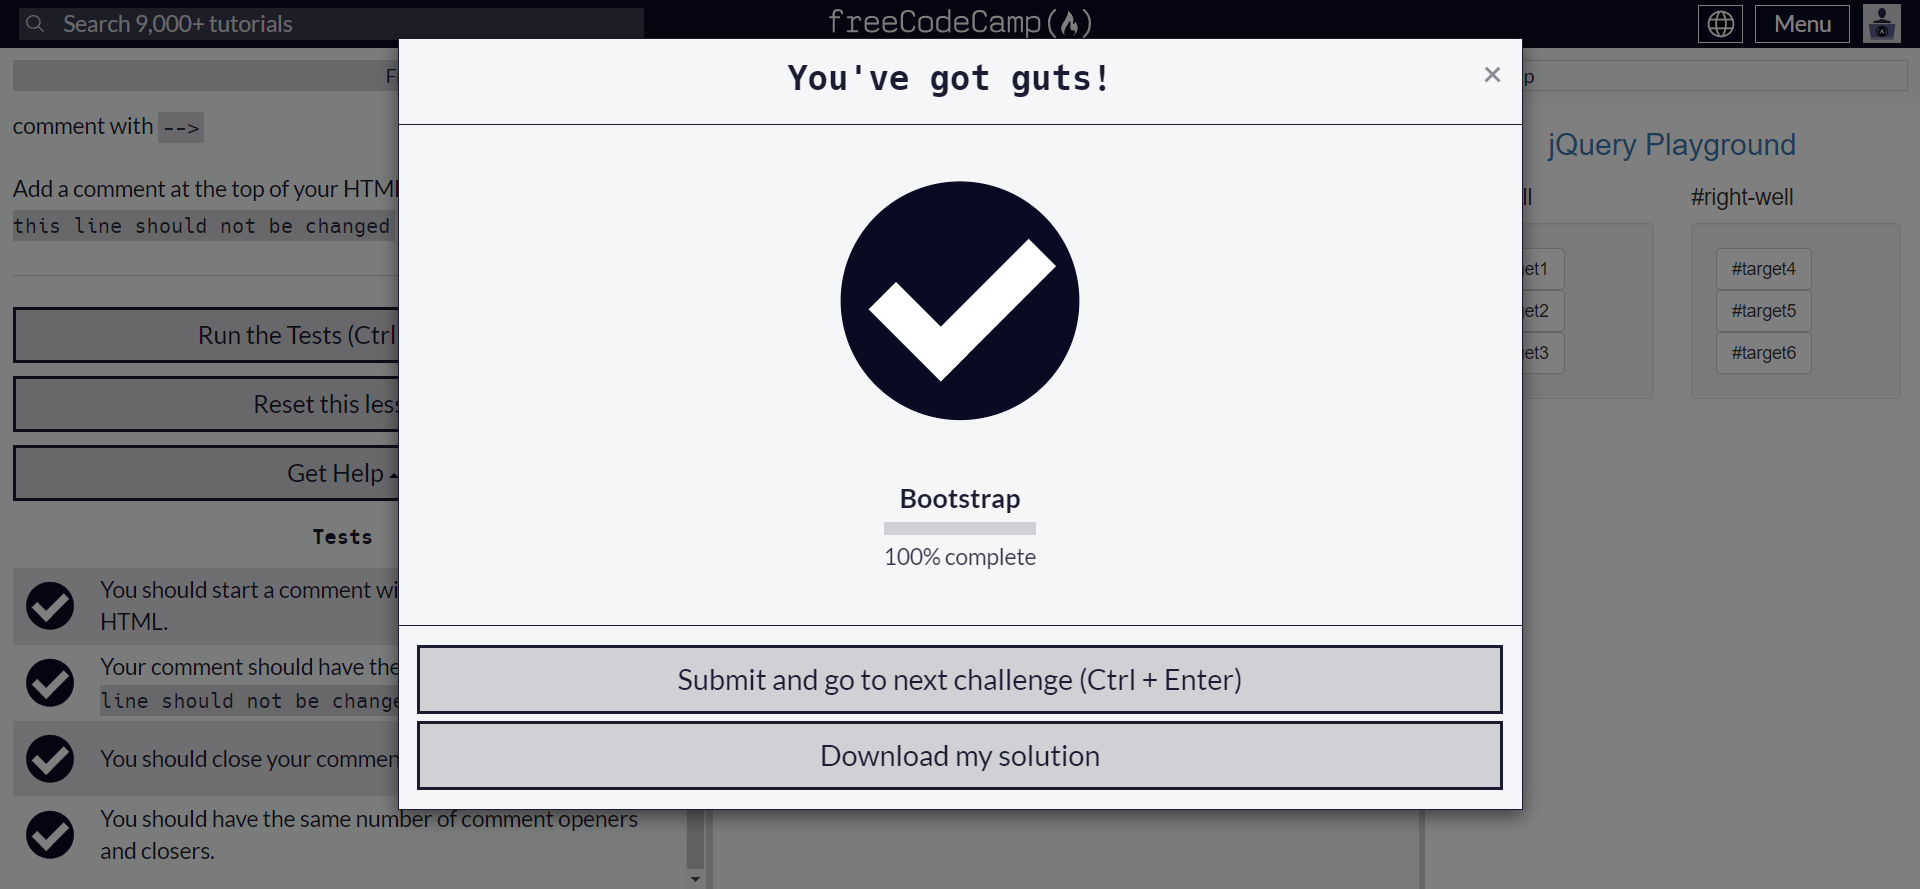 Search 9,000+ tutorials
freeCodeCamp(🔥)
Menu
You've got guts!
×
comment with -->
Add a comment at the top of your HTML
this line should not be changed
Run the Tests (Ctrl
Reset this less
Get Help
Tests
You should start a comment wi
HTML.
Your comment should have the
line should not be change
You should close your commen
You should have the same number of comment openers
and closers.
Bootstrap
100% complete
Submit and go to next challenge (Ctrl + Enter)
Download my solution
jQuery Playground
#right-well
#target4
#target5
#target6